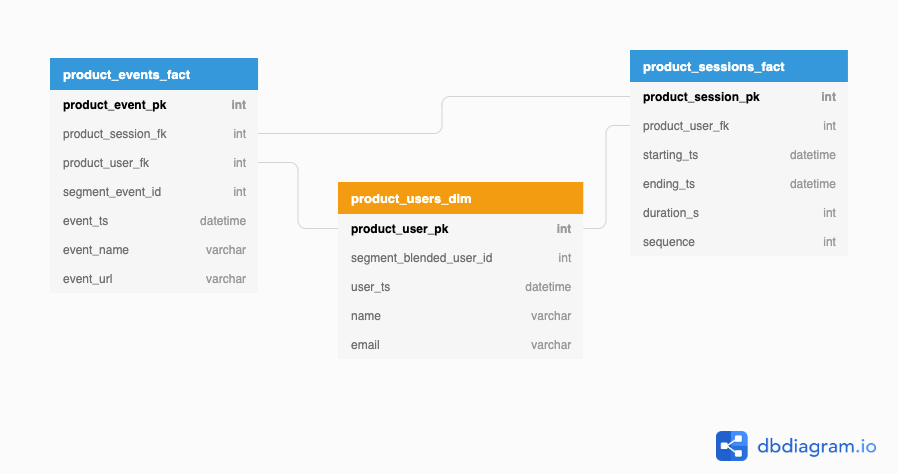 product_events_fact
product_event_pk int
product_session_fk int
product_user_fk int
segment_event_id int
event_ts datetime
event_name varchar
event_url varchar
product_users_dim
product_user_pk int
segment_blended_user_id int
user_ts datetime
name varchar
email varchar
product_sessions_fact
product_session_pk int
product_user_fk int
starting_ts datetime
ending_ts datetime
duration_s int
sequence int
dbdiagram.io